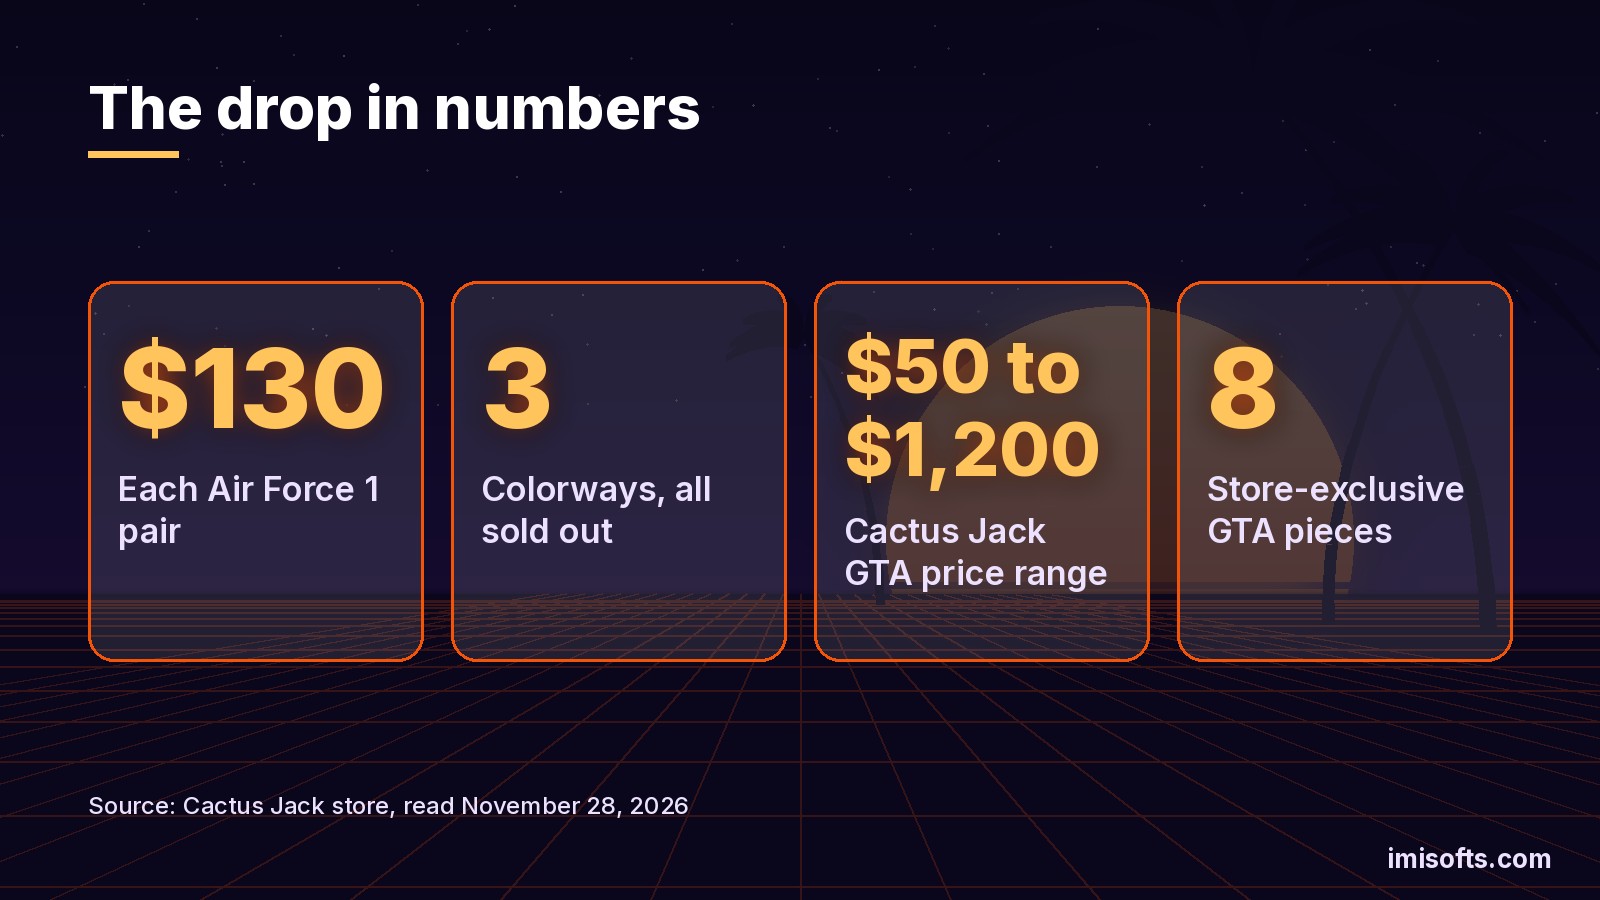 The drop in numbers
$130
Each Air Force 1
pair
3
Colorways, all
sold out
$50 to
$1,200
Cactus Jack
GTA price range
8
Store-exclusive
GTA pieces
Source: Cactus Jack store, read November 28, 2026
imisofts.com